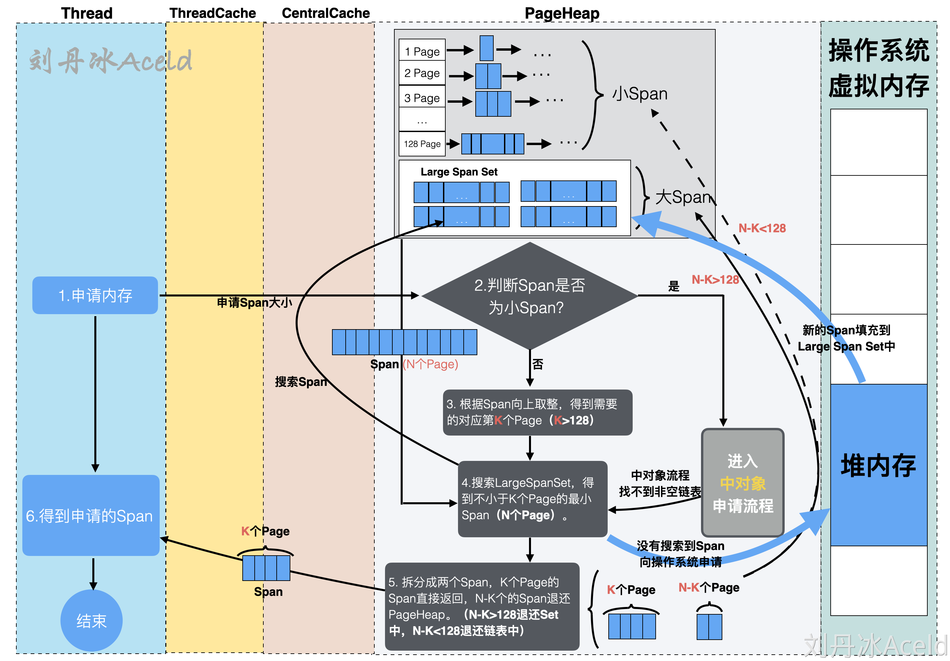 Thread
ThreadCache
CentralCache
PageHeap
刘丹冰Aceld
操作系统
虚拟内存
1 Page
...
2 Page
...
3 Page
...
...
128 Page
...
小Span
Large Span Set
...
...
...
...
大Span
N-K<128
N-K>128
1.申请内存
申请Span大小
2.判断Span是否
为小Span?
是
新的Span填充到
Large Span Set中
Span (N个Page)
否
搜索Span
3. 根据Span向上取整，得到需要
的对应第K个Page（K>128）
进入
中对象
申请流程
堆内存
4.搜索LargeSpanSet，得
到不小于K个Page的最小
Span（N个Page）。
中对象流程
找不到非空链表
6.得到申请的Span
K个Page
Span
没有搜索到Span
向操作系统申请
5. 拆分成两个Span，K个Page的
Span直接返回，N-K个的Span退还
PageHeap。（N-K>128退还Set
中，N-K<128退还链表中）
K个Page
N-K个Page
结束
刘丹冰Aceld